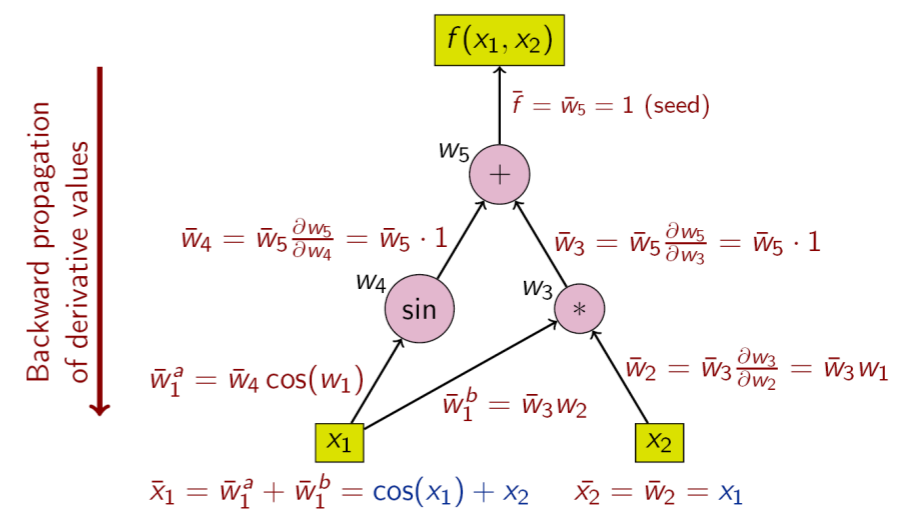 f(x₁, x₂)
f̄ = w̄₅ = 1 (seed)
w₅
+
Backward propagation
of derivative values
w̄₄ = w̄₅ ∂w₅/∂w₄ = w̄₅ · 1
w̄₃ = w̄₅ ∂w₅/∂w₃ = w̄₅ · 1
w₄
sin
w₃
*
w̄₁ᵃ = w̄₄ cos(w₁)
w̄₁ᵇ = w̄₃w₂
w̄₂ = w̄₃ ∂w₃/∂w₂ = w̄₃w₁
x₁
x₂
x̄₁ = w̄₁ᵃ + w̄₁ᵇ = cos(x₁) + x₂
x̄₂ = w̄₂ = x₁